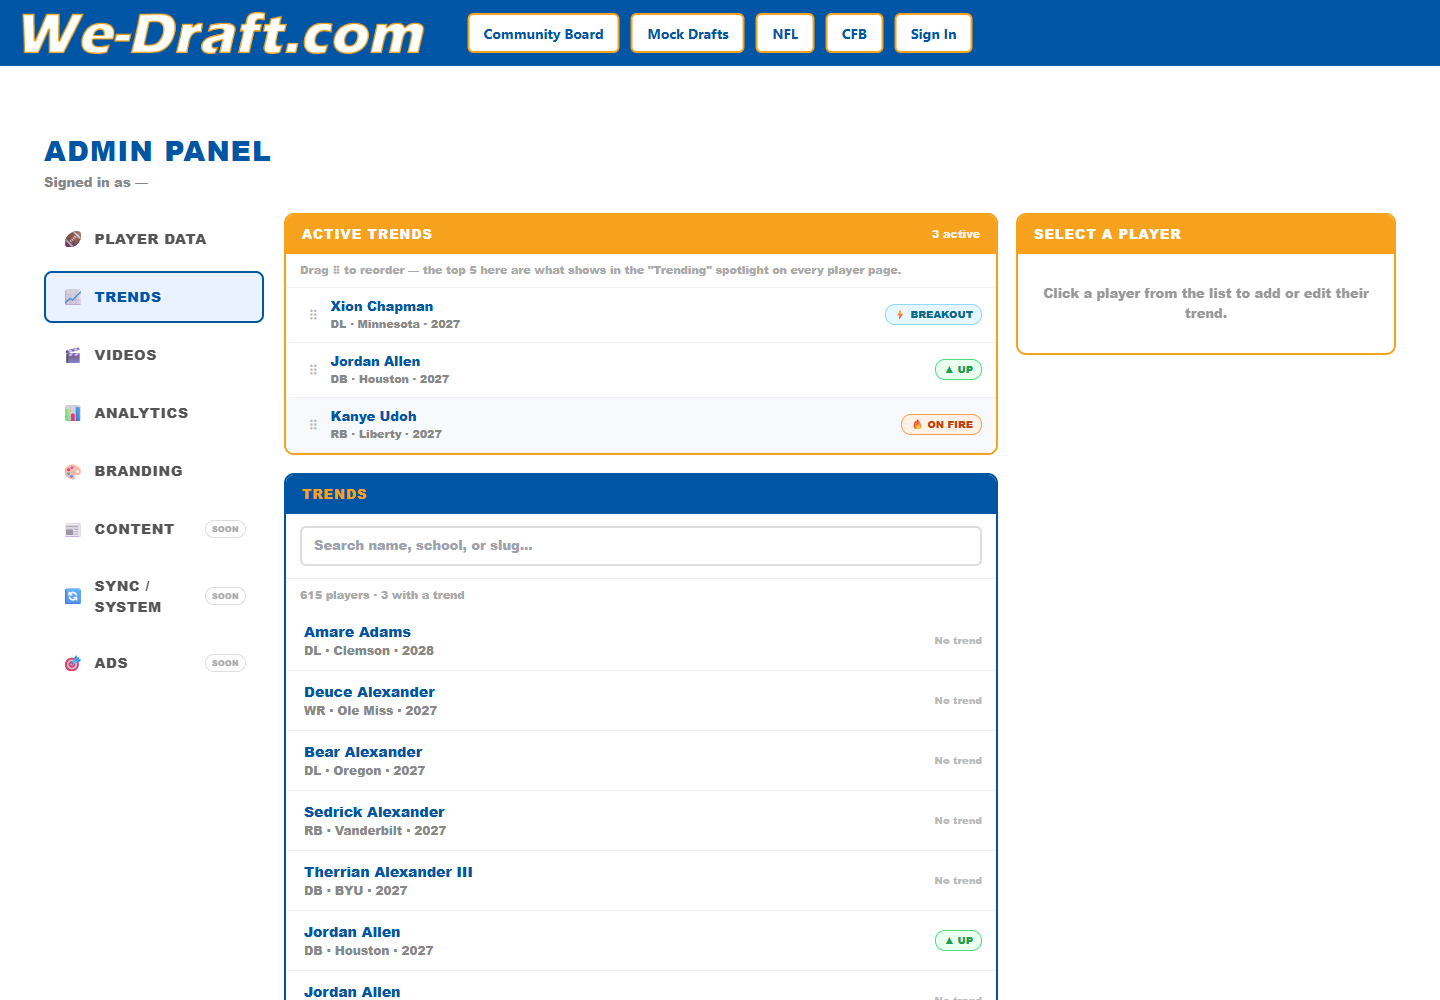 We-Draft.com
Community Board
Mock Drafts
NFL
CFB
Sign In
ADMIN PANEL
Signed in as —
PLAYER DATA
TRENDS
VIDEOS
ANALYTICS
BRANDING
CONTENT SOON
SYNC / SYSTEM SOON
ADS SOON
ACTIVE TRENDS 3 active
Drag ⠿ to reorder — the top 5 here are what shows in the "Trending" spotlight on every player page.
Xion Chapman
DL • Minnesota • 2027
⚡ BREAKOUT
Jordan Allen
DB • Houston • 2027
▲ UP
Kanye Udoh
RB • Liberty • 2027
🔥 ON FIRE
TRENDS
Search name, school, or slug...
615 players · 3 with a trend
Amare Adams
DL • Clemson • 2028
No trend
Deuce Alexander
WR • Ole Miss • 2027
No trend
Bear Alexander
DL • Oregon • 2027
No trend
Sedrick Alexander
RB • Vanderbilt • 2027
No trend
Therrian Alexander III
DB • BYU • 2027
No trend
Jordan Allen
DB • Houston • 2027
▲ UP
Jordan Allen
No trend
SELECT A PLAYER
Click a player from the list to add or edit their
trend.